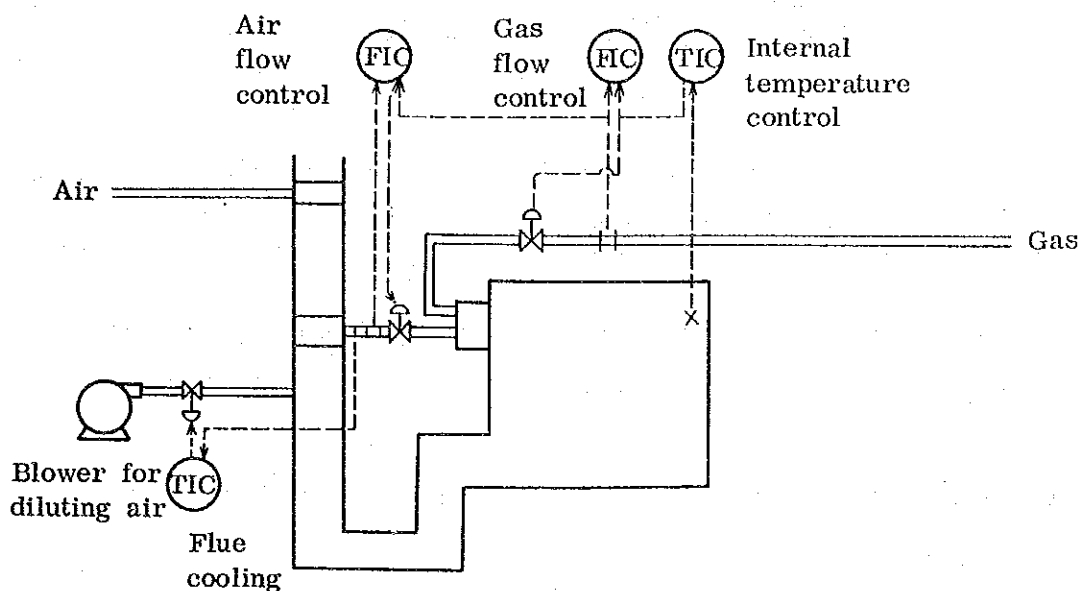 Air
flow
control
FIC
Gas
flow
control
FIC
TIC
Internal
temperature
control
Air
Gas
Blower for
diluting air
TIC
Flue
cooling